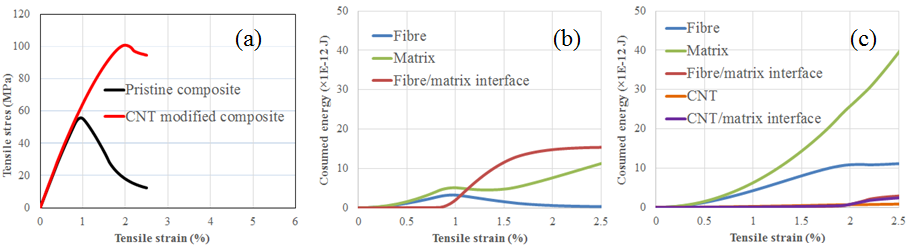 (a)
Tensile stres (MPa)
120
100
80
60
40
20
0
Pristine composite
CNT modified composite
0 1 2 3 4 5 6
Tensile strain (%)
(b)
Cosumed energy (×1E-12 J)
50
40
30
20
10
0
Fibre
Matrix
Fibre/matrix interface
0 0.5 1 1.5 2 2.5
Tensile strain (%)
(c)
Cosumed energy (×1E-12 J)
50
40
30
20
10
0
Fibre
Matrix
Fibre/matrix interface
CNT
CNT/matrix interface
0 0.5 1 1.5 2 2.5
Tensile strain (%)